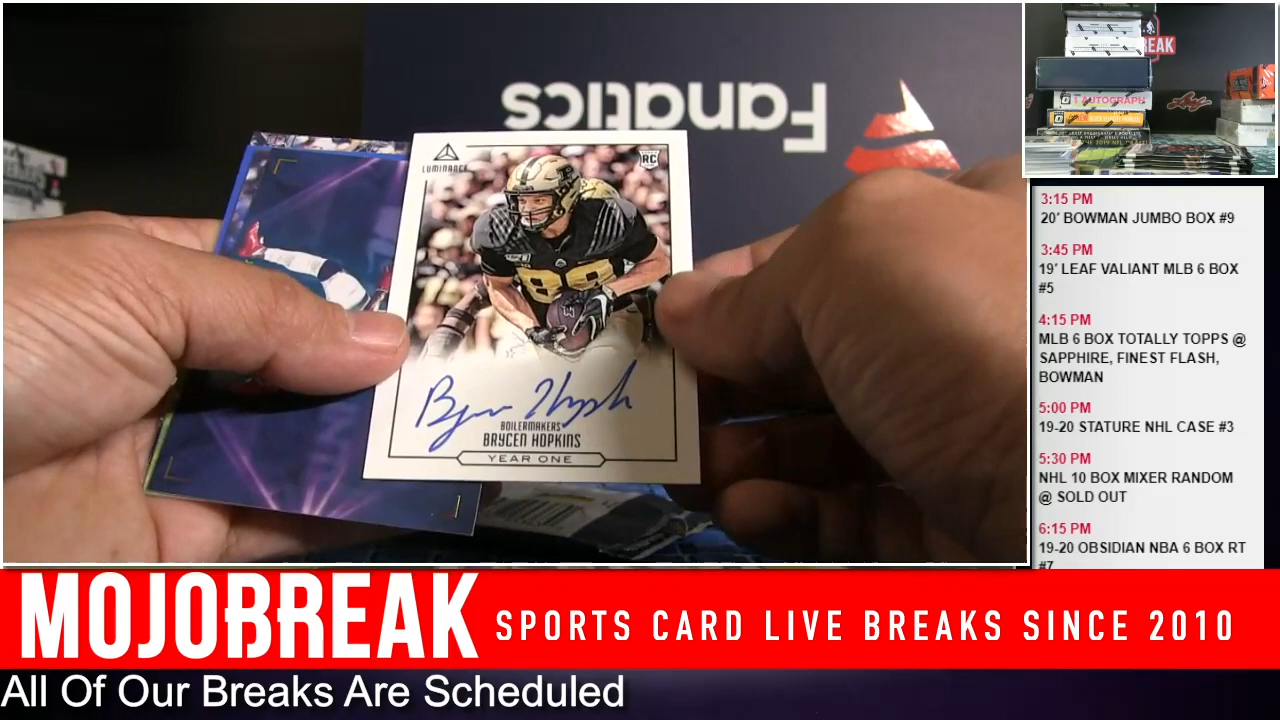 Fanatics
LUMINANCE
RC
BOILERMAKERS
BRYCEN HOPKINS
YEAR ONE
BREAK
T AUTOGRAPH
3:15 PM
20' BOWMAN JUMBO BOX #9
3:45 PM
19' LEAF VALIANT MLB 6 BOX
#5
4:15 PM
MLB 6 BOX TOTALLY TOPPS @
SAPPHIRE, FINEST FLASH,
BOWMAN
5:00 PM
19-20 STATURE NHL CASE #3
5:30 PM
NHL 10 BOX MIXER RANDOM
@ SOLD OUT
6:15 PM
19-20 OBSIDIAN NBA 6 BOX RT
#7
MOJOBREAK SPORTS CARD LIVE BREAKS SINCE 2010
All Of Our Breaks Are Scheduled